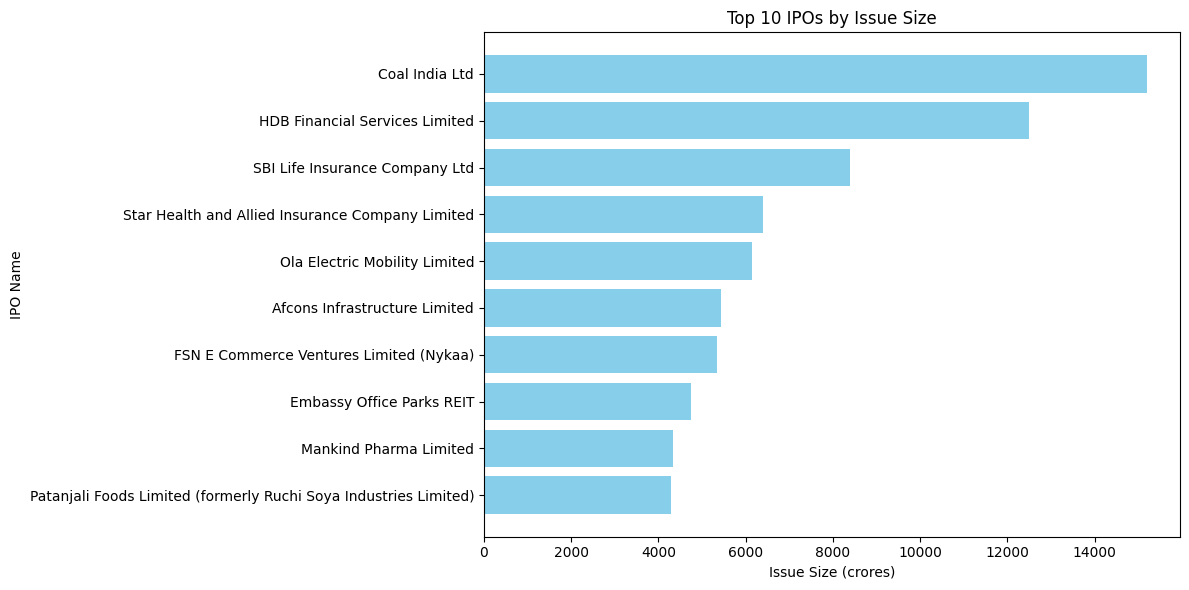 Top 10 IPOs by Issue Size
IPO Name
Coal India Ltd
HDB Financial Services Limited
SBI Life Insurance Company Ltd
Star Health and Allied Insurance Company Limited
Ola Electric Mobility Limited
Afcons Infrastructure Limited
FSN E Commerce Ventures Limited (Nykaa)
Embassy Office Parks REIT
Mankind Pharma Limited
Patanjali Foods Limited (formerly Ruchi Soya Industries Limited)
0 2000 4000 6000 8000 10000 12000 14000
Issue Size (crores)